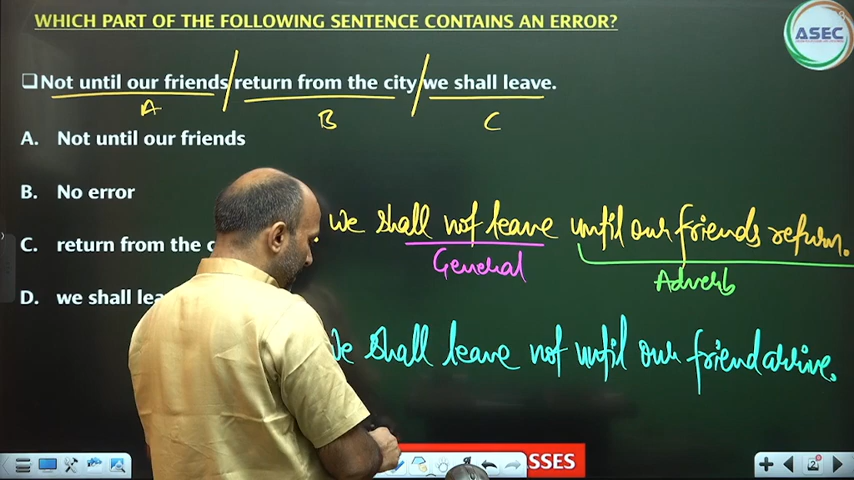 WHICH PART OF THE FOLLOWING SENTENCE CONTAINS AN ERROR?
ASEC
❑Not until our friends/return from the city/we shall leave.
A B C
A. Not until our friends
B. No error
C. return from the c
D. we shall lea
we shall not leave until our friends return.
General
Adverb
We shall leave not until our friend arrive.
SSES
2